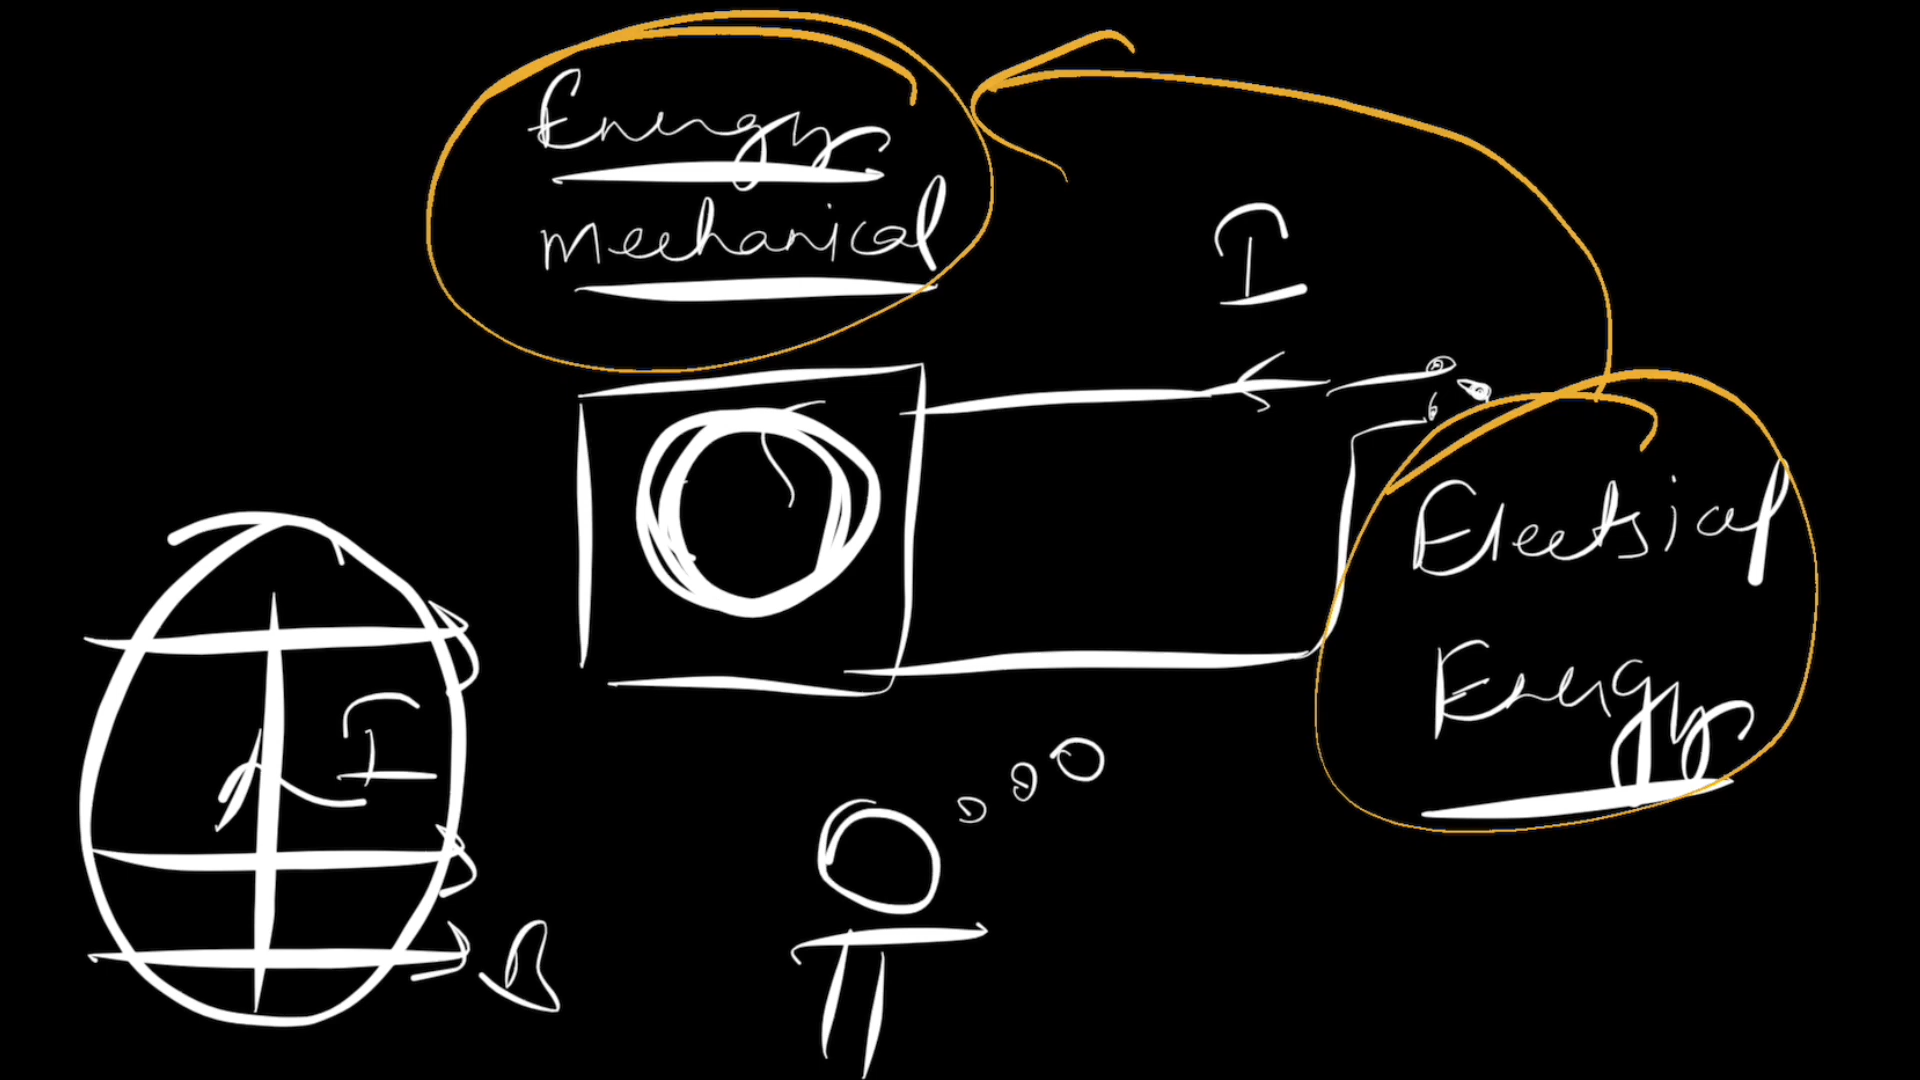 Energy
mechanical
I
Electrical
Energy
I
B